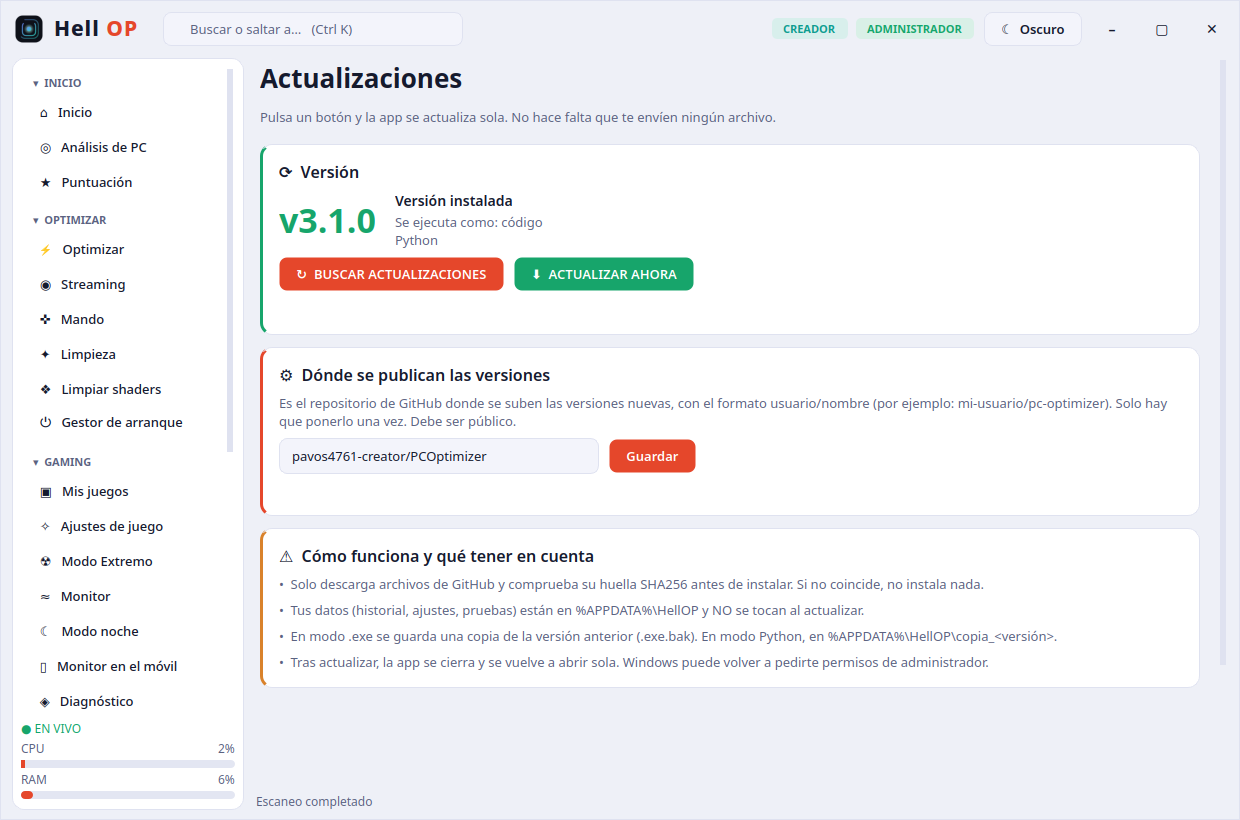 Hell OP
Buscar o saltar a... (Ctrl K)
CREADOR
ADMINISTRADOR
Oscuro
INICIO
Inicio
Análisis de PC
Puntuación
OPTIMIZAR
Optimizar
Streaming
Mando
Limpieza
Limpiar shaders
Gestor de arranque
GAMING
Mis juegos
Ajustes de juego
Modo Extremo
Monitor
Modo noche
Monitor en el móvil
Diagnóstico
EN VIVO
CPU 2%
RAM 6%
Actualizaciones
Pulsa un botón y la app se actualiza sola. No hace falta que te envíen ningún archivo.
Versión
v3.1.0
Versión instalada
Se ejecuta como: código
Python
BUSCAR ACTUALIZACIONES
ACTUALIZAR AHORA
Dónde se publican las versiones
Es el repositorio de GitHub donde se suben las versiones nuevas, con el formato usuario/nombre (por ejemplo: mi-usuario/pc-optimizer). Solo hay
que ponerlo una vez. Debe ser público.
pavos4761-creator/PCOptimizer
Guardar
Cómo funciona y qué tener en cuenta
• Solo descarga archivos de GitHub y comprueba su huella SHA256 antes de instalar. Si no coincide, no instala nada.
• Tus datos (historial, ajustes, pruebas) están en %APPDATA%\HellOP y NO se tocan al actualizar.
• En modo .exe se guarda una copia de la versión anterior (.exe.bak). En modo Python, en %APPDATA%\HellOP\copia_<versión>.
• Tras actualizar, la app se cierra y se vuelve a abrir sola. Windows puede volver a pedirte permisos de administrador.
Escaneo completado